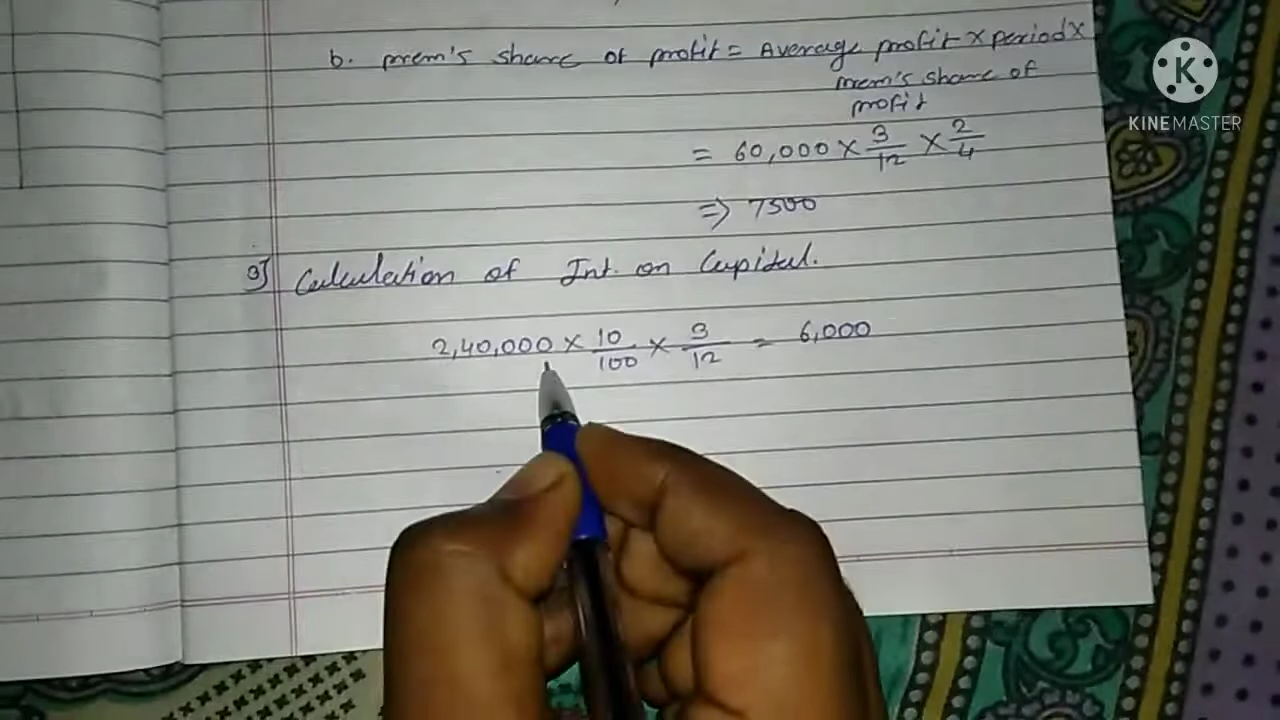 b. prem's share of profit = Average profit × period ×
prem's share of
profit
= 60,000 × 3/12 × 2/4
⇒ 7500
9] Calculation of Int. on Capital.
2,40,000 × 10/100 × 3/12 = 6,000
K
KINEMASTER